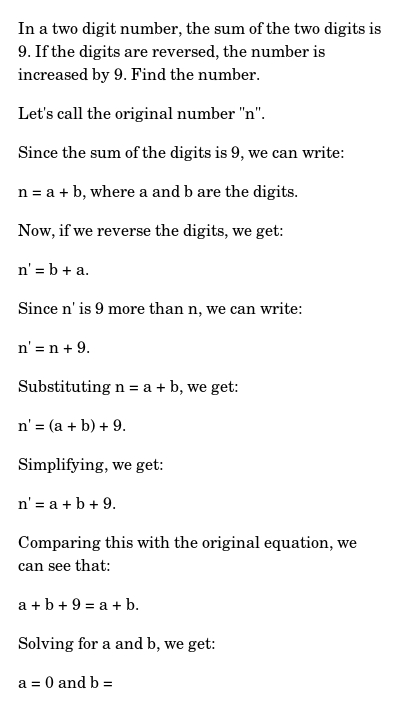 In a two digit number, the sum of the two digits is
9. If the digits are reversed, the number is
increased by 9. Find the number.
Let's call the original number "n".
Since the sum of the digits is 9, we can write:
n = a + b, where a and b are the digits.
Now, if we reverse the digits, we get:
n' = b + a.
Since n' is 9 more than n, we can write:
n' = n + 9.
Substituting n = a + b, we get:
n' = (a + b) + 9.
Simplifying, we get:
n' = a + b + 9.
Comparing this with the original equation, we
can see that:
a + b + 9 = a + b.
Solving for a and b, we get:
a = 0 and b =